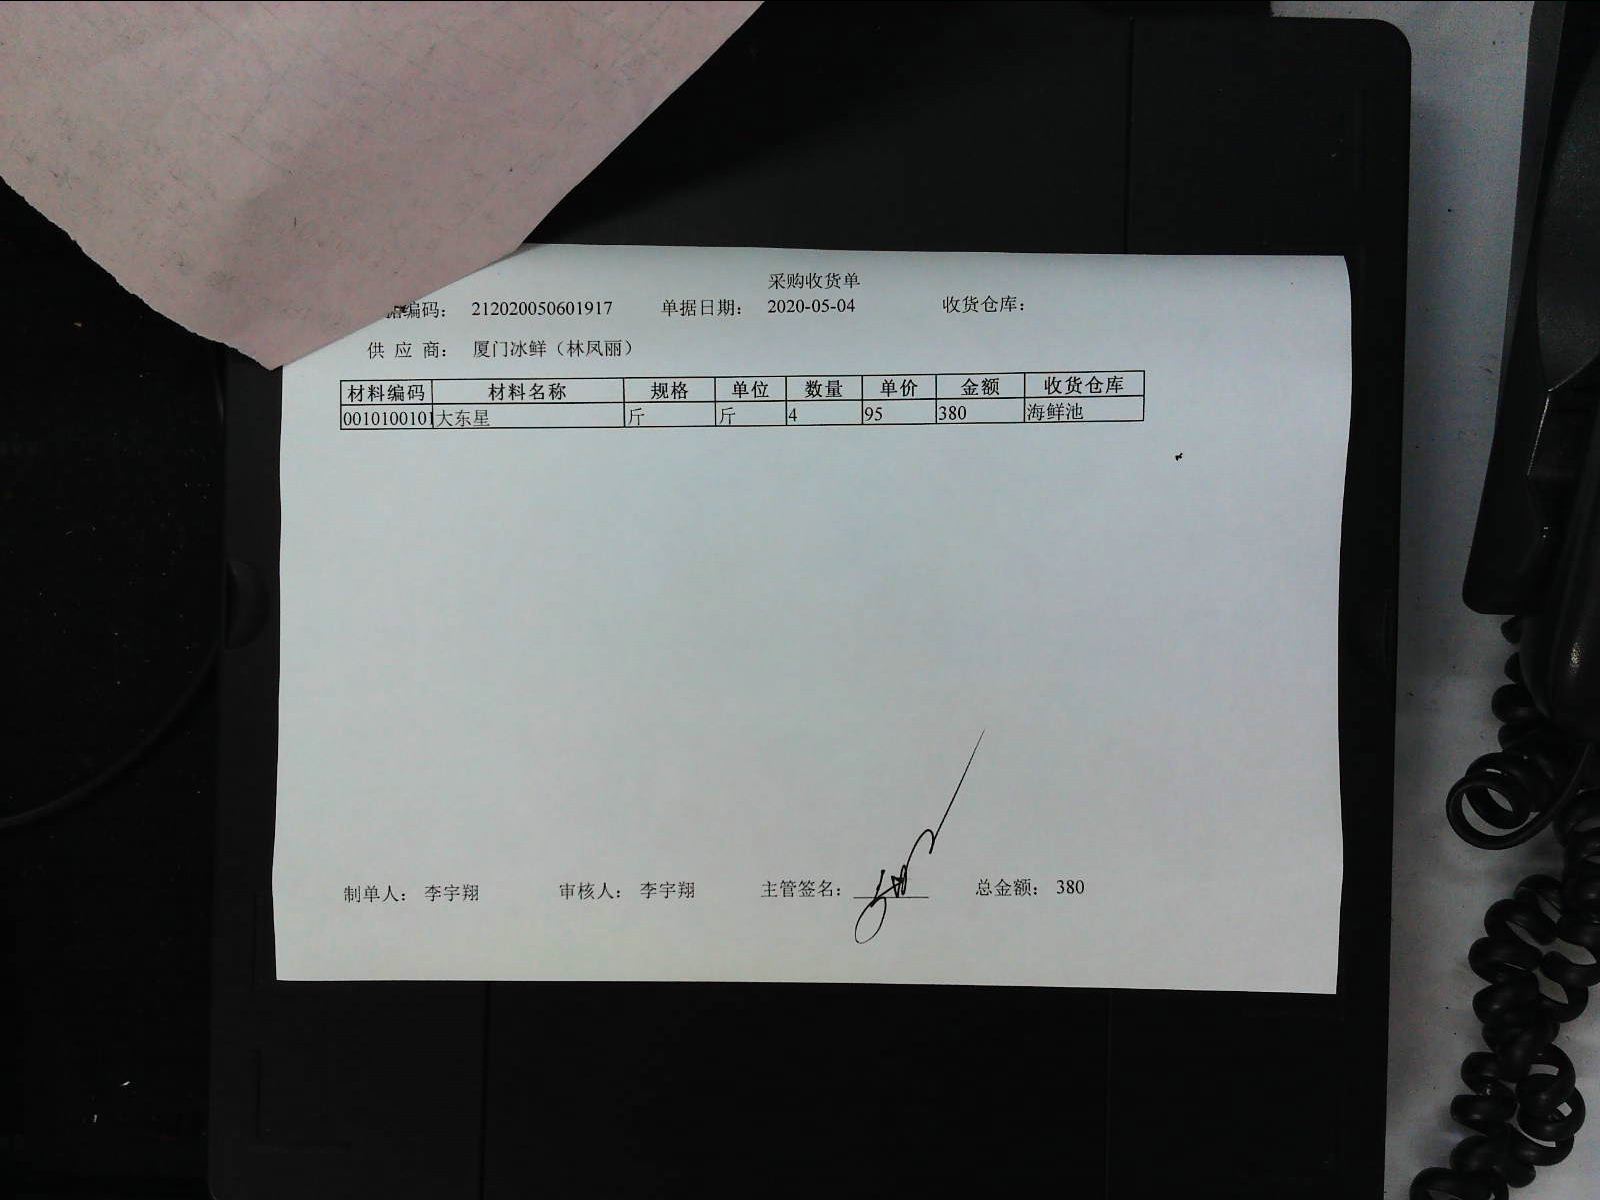 采购收货单
据编码： 212020050601917 单据日期： 2020-05-04 收货仓库：
供 应 商： 厦门冰鲜（林凤丽）
材料编码 材料名称 规格 单位 数量 单价 金额 收货仓库
0010100101 大东星 斤 斤 4 95 380 海鲜池
制单人： 李宇翔 审核人： 李宇翔 主管签名： 总金额： 380